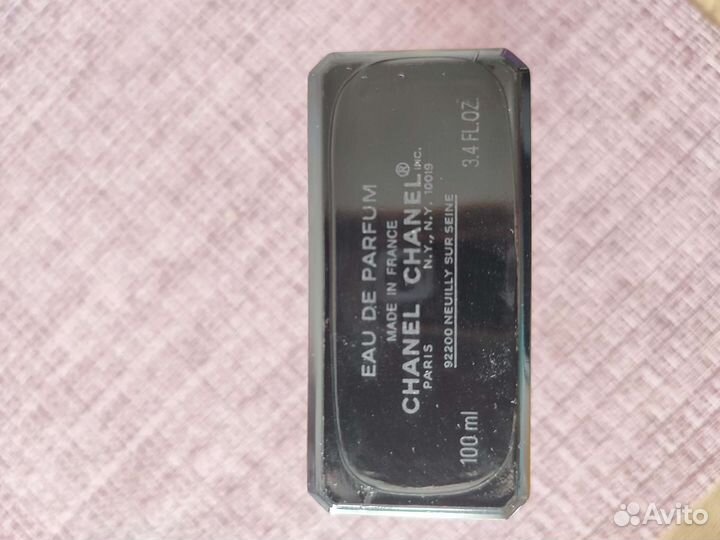 EAU DE PARFUM
MADE IN FRANCE
CHANEL CHANEL® INC.
PARIS N.Y., N.Y. 10019
92200 NEUILLY SUR SEINE
100 ml 3.4 FL.OZ.
Avito